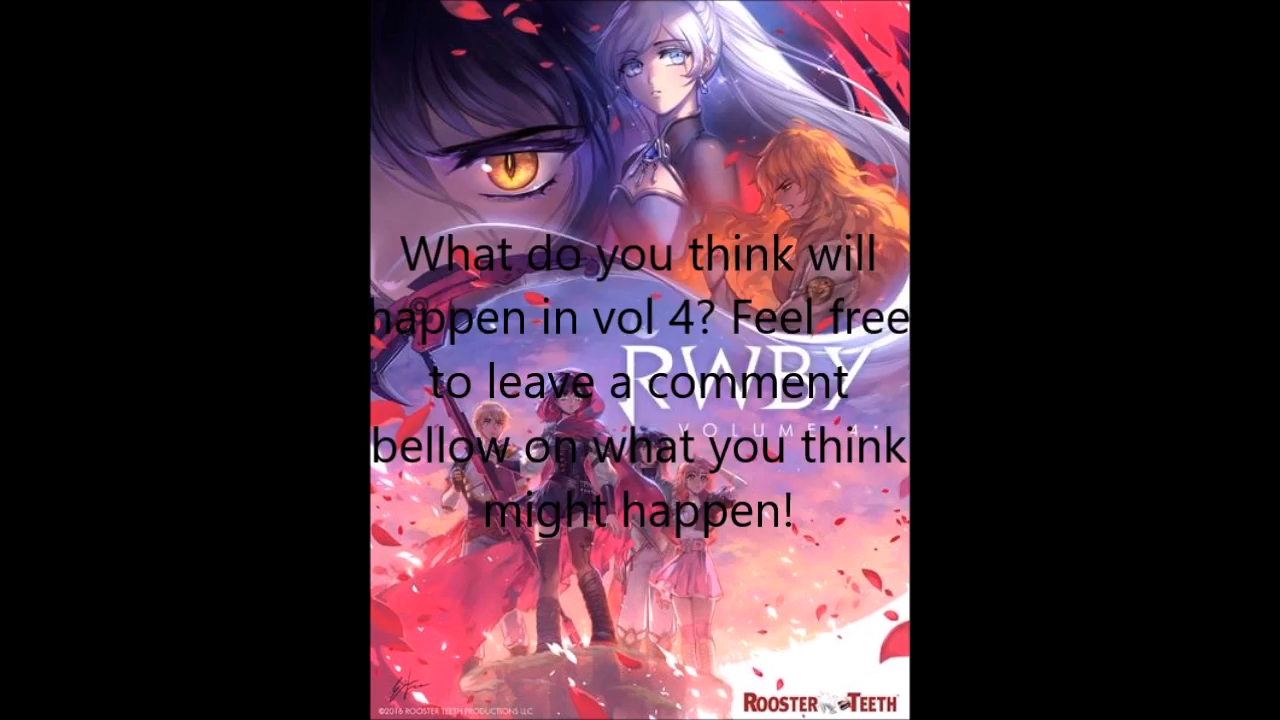 What do you think will
happen in vol 4? Feel free
RWBY
to leave a comment
VOLUME 4
bellow on what you think
might happen!
ROOSTER TEETH
©2016 ROOSTER TEETH PRODUCTIONS LLC